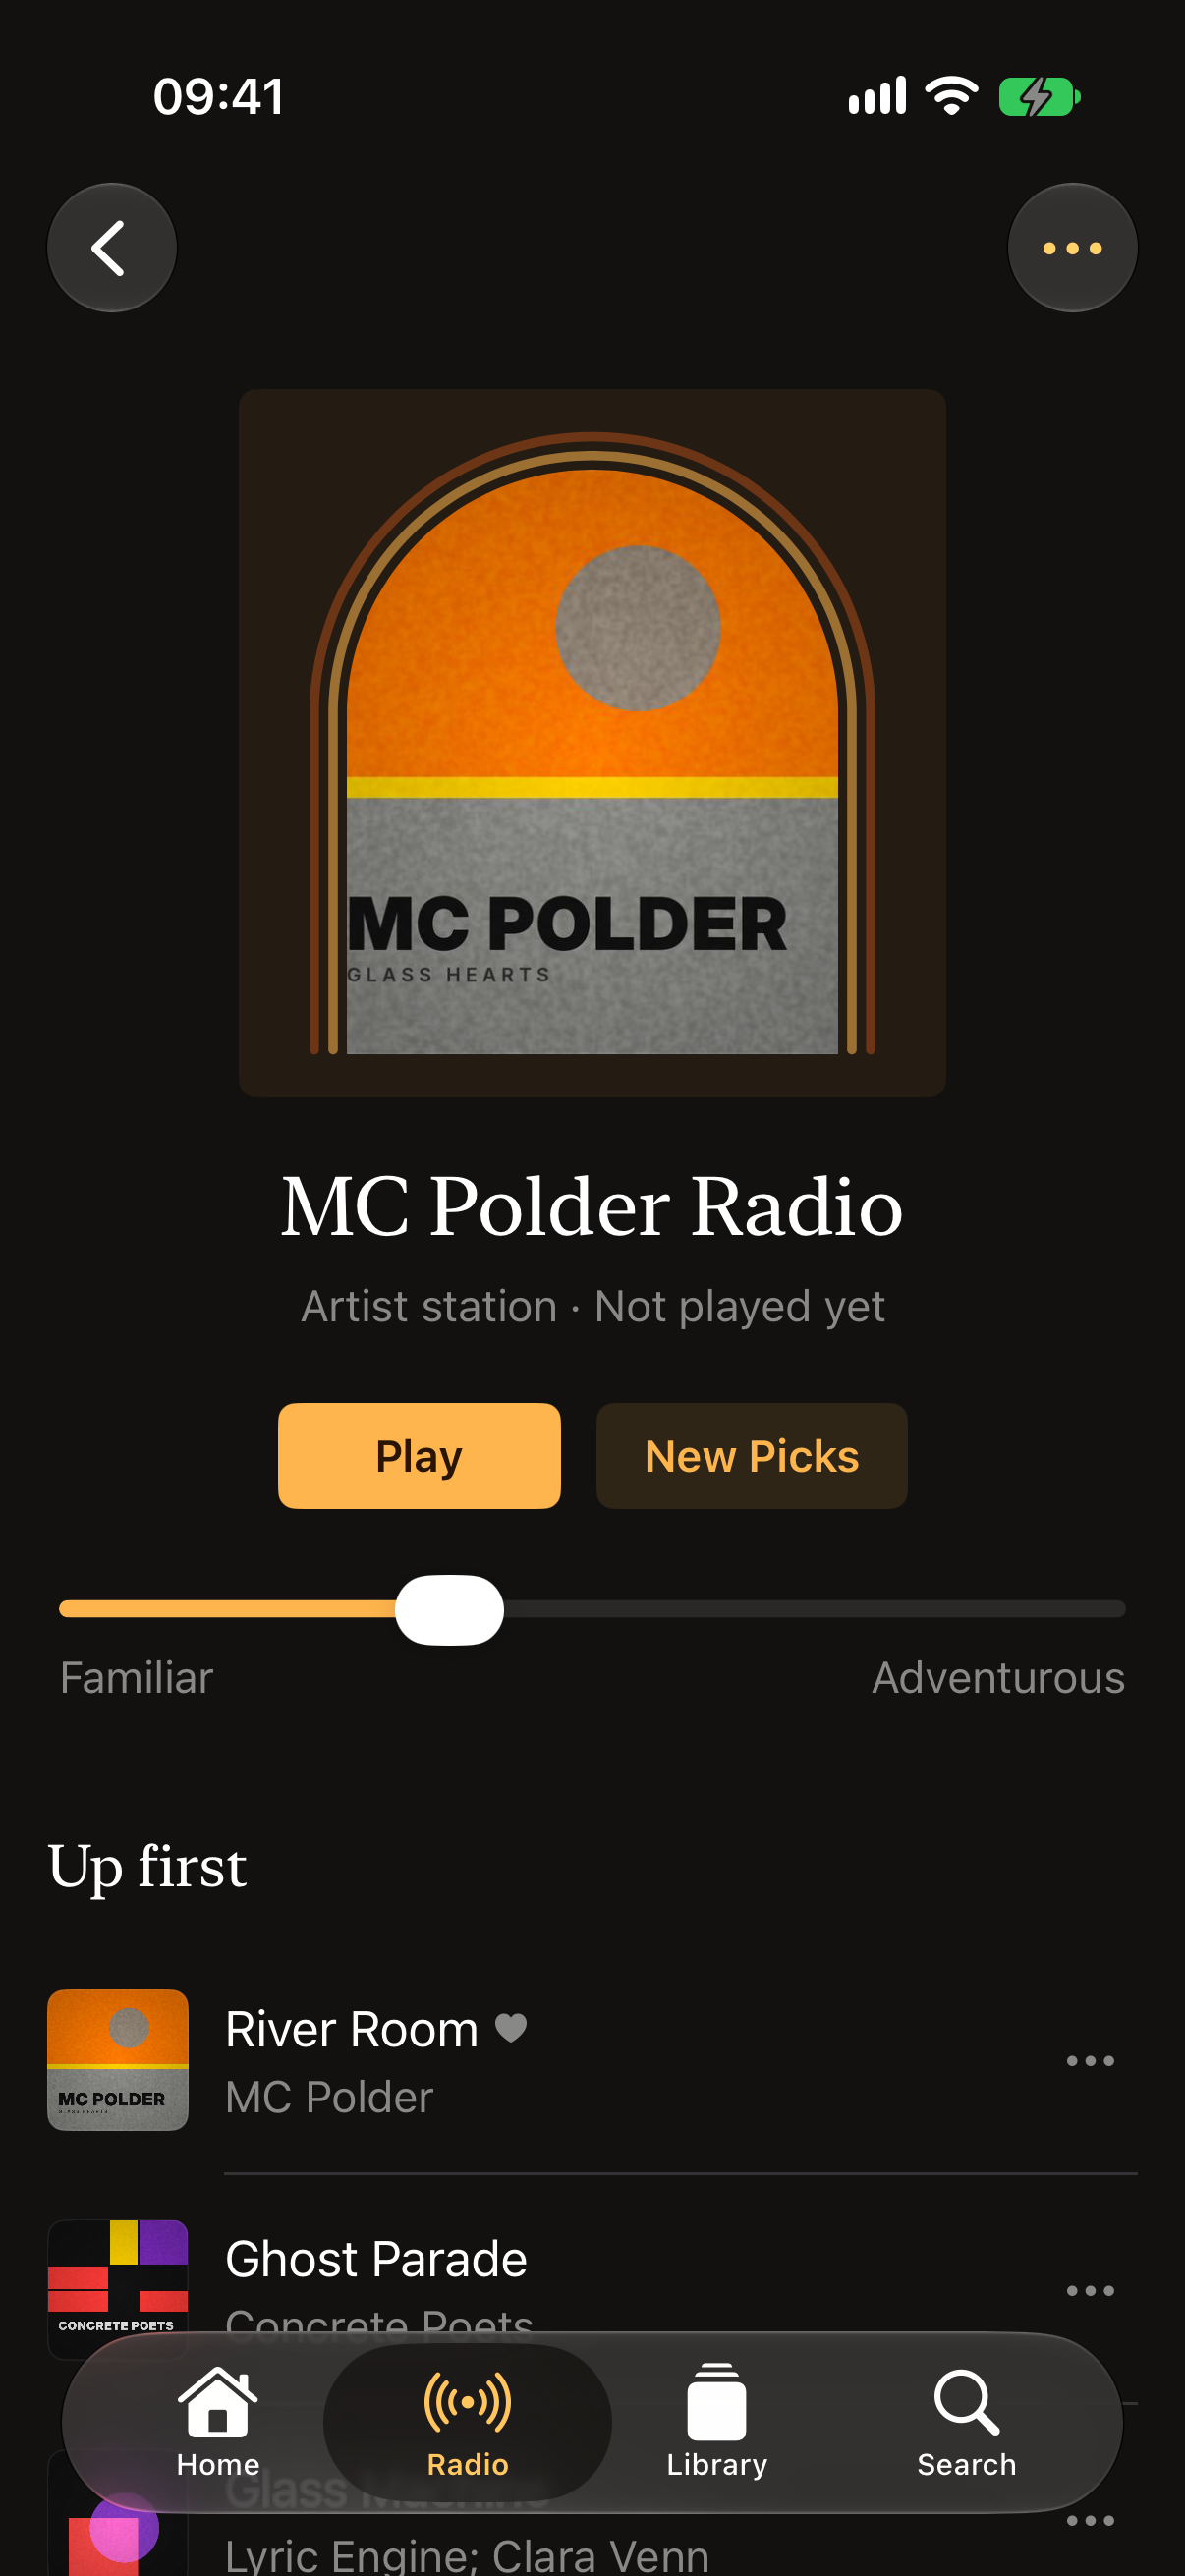 09:41
MC POLDER
GLASS HEARTS
MC Polder Radio
Artist station · Not played yet
Play
New Picks
Familiar
Adventurous
Up first
MC POLDER
River Room
MC Polder
CONCRETE POETS
Ghost Parade
Concrete Poets
Home
Radio
Library
Search
Glass Machine
Lyric Engine; Clara Venn